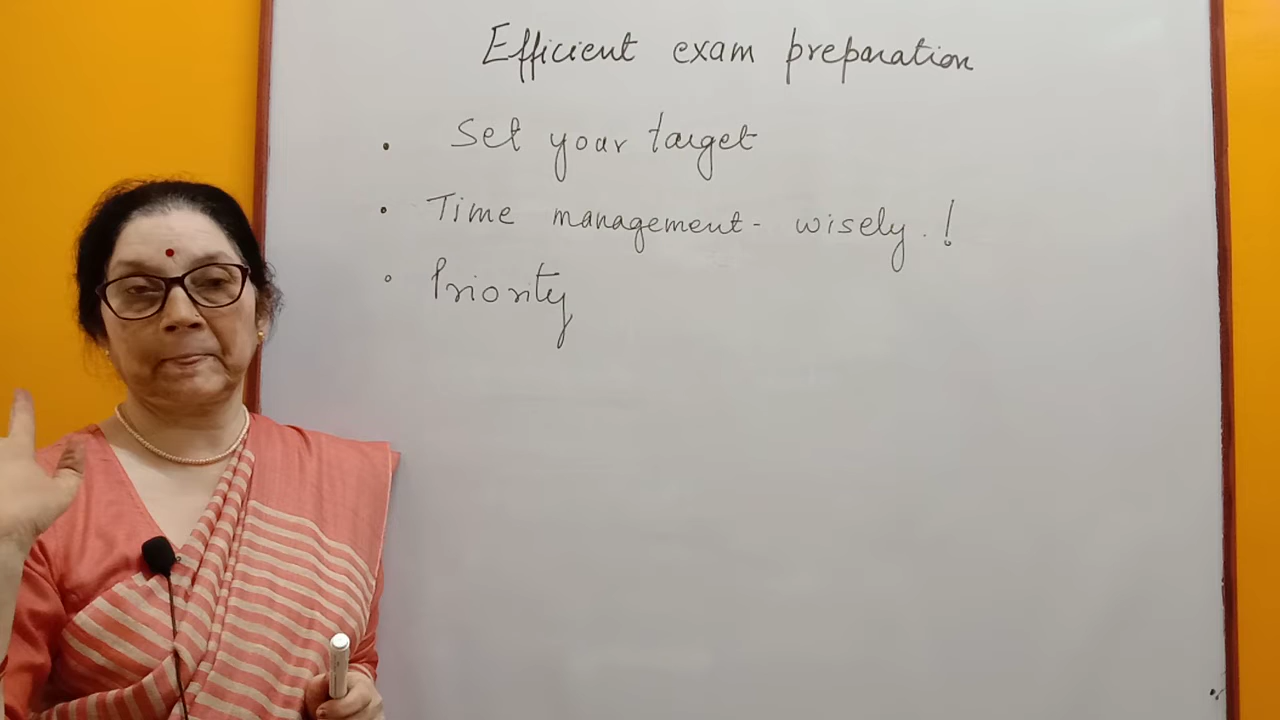 Efficient exam preparation
• Set your target
• Time management - wisely. !
• Priority